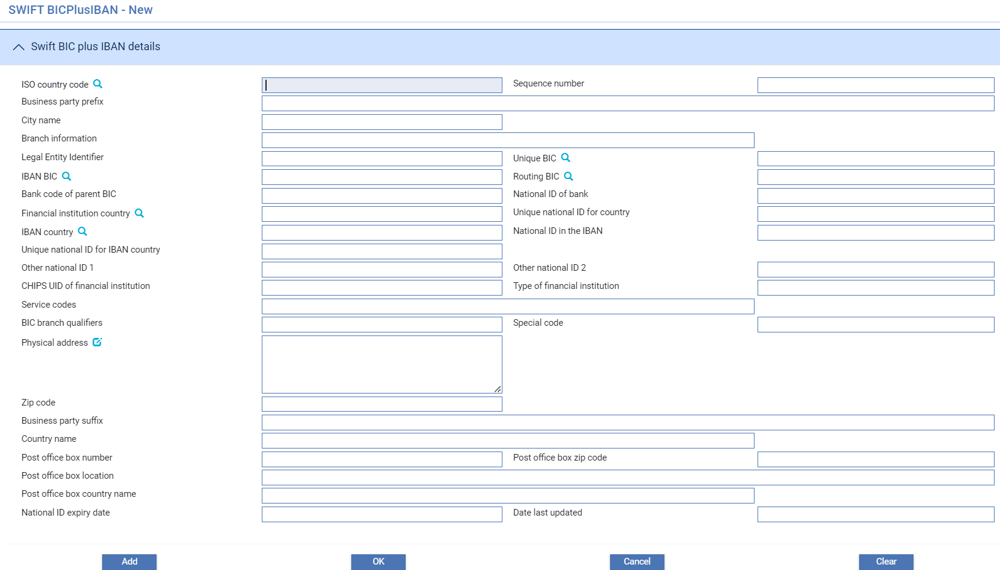 SWIFT BICPlusIBAN - New
Swift BIC plus IBAN details
ISO country code Sequence number
Business party prefix
City name
Branch information
Legal Entity Identifier Unique BIC
IBAN BIC Routing BIC
Bank code of parent BIC National ID of bank
Financial institution country Unique national ID for country
IBAN country National ID in the IBAN
Unique national ID for IBAN country
Other national ID 1 Other national ID 2
CHIPS UID of financial institution Type of financial institution
Service codes
BIC branch qualifiers Special code
Physical address
Zip code
Business party suffix
Country name
Post office box number Post office box zip code
Post office box location
Post office box country name
National ID expiry date Date last updated
Add OK Cancel Clear